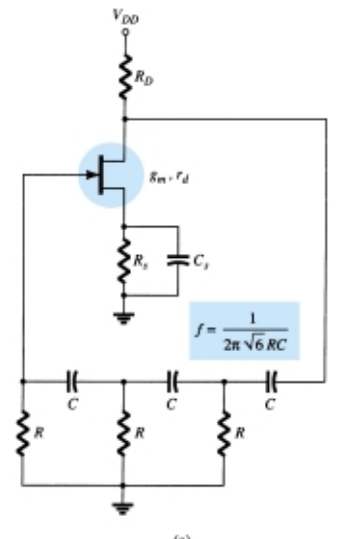 V_DD
R_D
g_m, r_d
R_s
C_s
f = 1 / 2π √6 RC
C C C
R R R